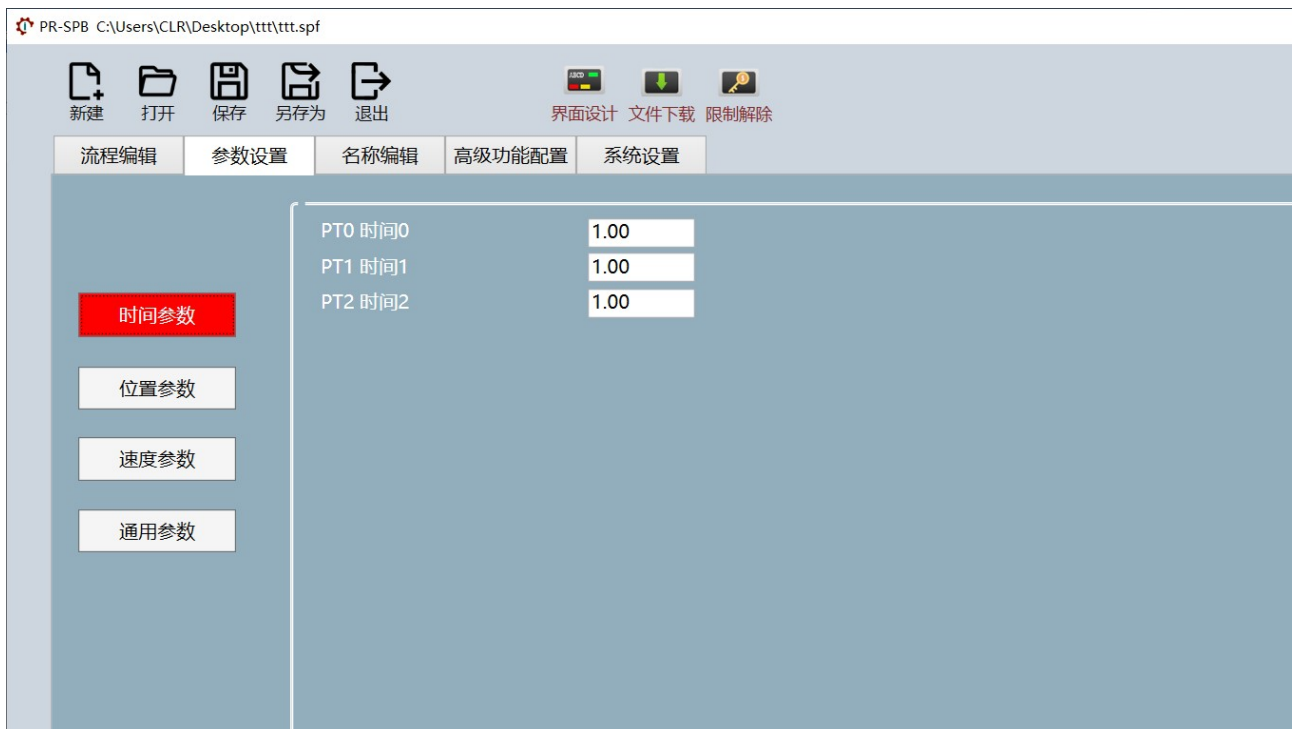 PR-SPB C:\Users\CLR\Desktop\ttt\ttt.spf
新建 打开 保存 另存为 退出 界面设计 文件下载 限制解除
流程编辑 参数设置 名称编辑 高级功能配置 系统设置
PT0 时间0 1.00
PT1 时间1 1.00
PT2 时间2 1.00
时间参数
位置参数
速度参数
通用参数